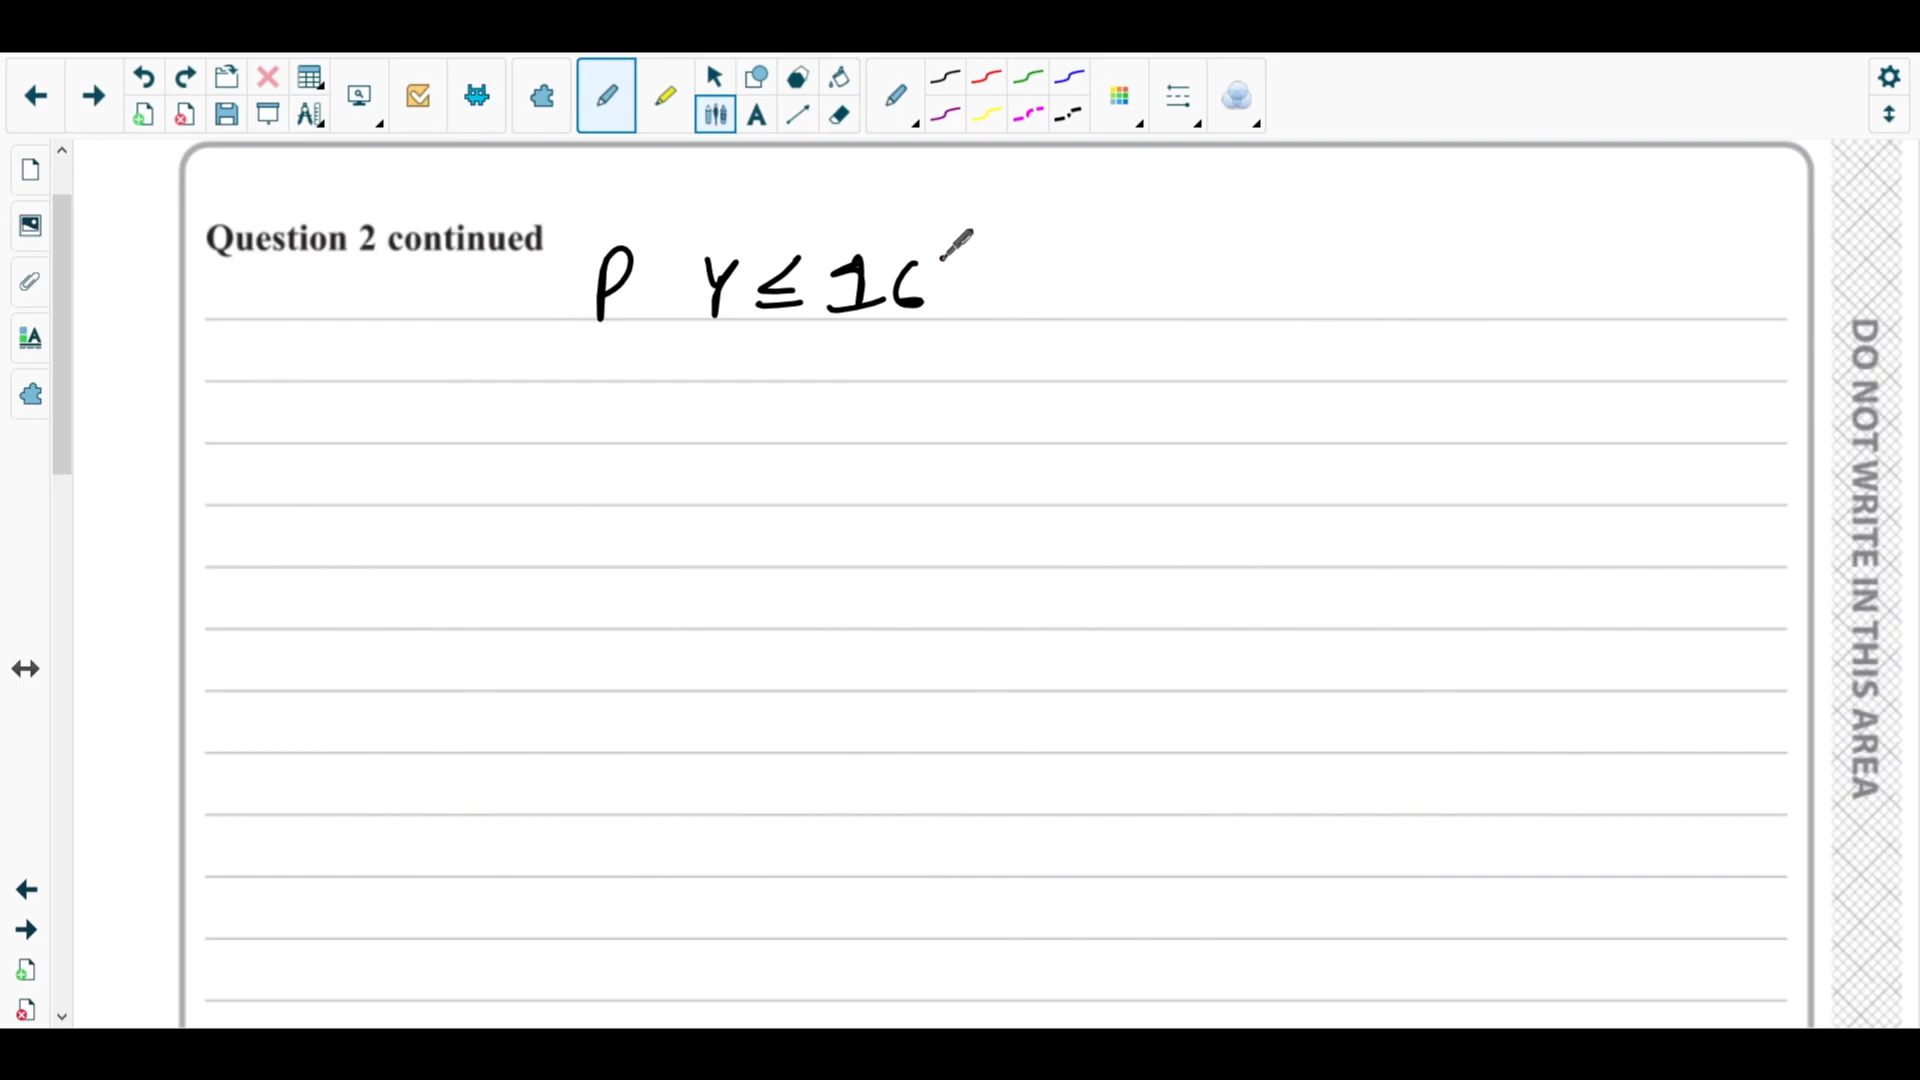 Question 2 continued
P Y ≤ 16
DO NOT WRITE IN THIS AREA